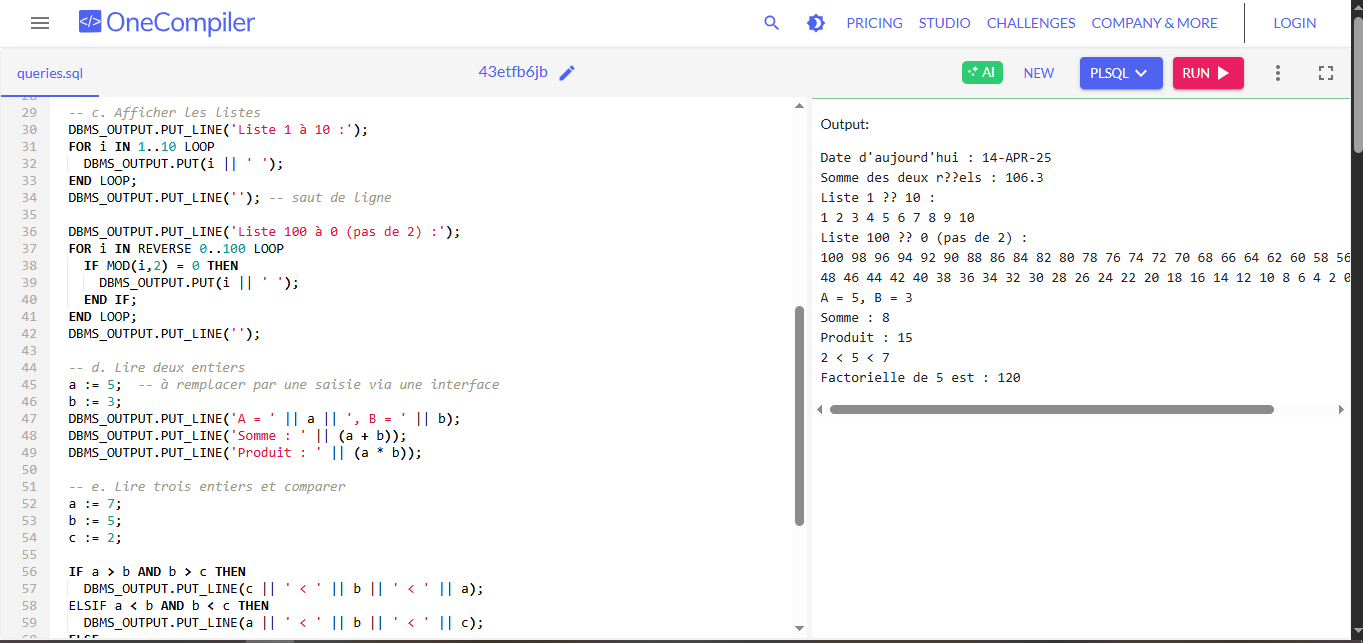 OneCompiler
PRICING STUDIO CHALLENGES COMPANY & MORE LOGIN
queries.sql
43etfb6jb
AI NEW PLSQL RUN
29 -- c. Afficher les listes
30 DBMS_OUTPUT.PUT_LINE('Liste 1 à 10 :');
31 FOR i IN 1..10 LOOP
32 DBMS_OUTPUT.PUT(i || ' ');
33 END LOOP;
34 DBMS_OUTPUT.PUT_LINE(''); -- saut de ligne
35
36 DBMS_OUTPUT.PUT_LINE('Liste 100 à 0 (pas de 2) :');
37 FOR i IN REVERSE 0..100 LOOP
38 IF MOD(i,2) = 0 THEN
39 DBMS_OUTPUT.PUT(i || ' ');
40 END IF;
41 END LOOP;
42 DBMS_OUTPUT.PUT_LINE('');
43
44 -- d. Lire deux entiers
45 a := 5; -- à remplacer par une saisie via une interface
46 b := 3;
47 DBMS_OUTPUT.PUT_LINE('A = ' || a || ', B = ' || b);
48 DBMS_OUTPUT.PUT_LINE('Somme : ' || (a + b));
49 DBMS_OUTPUT.PUT_LINE('Produit : ' || (a * b));
50
51 -- e. Lire trois entiers et comparer
52 a := 7;
53 b := 5;
54 c := 2;
55
56 IF a > b AND b > c THEN
57 DBMS_OUTPUT.PUT_LINE(c || ' < ' || b || ' < ' || a);
58 ELSIF a < b AND b < c THEN
59 DBMS_OUTPUT.PUT_LINE(a || ' < ' || b || ' < ' || c);
Output:
Date d'aujourd'hui : 14-APR-25
Somme des deux r??els : 106.3
Liste 1 ?? 10 :
1 2 3 4 5 6 7 8 9 10
Liste 100 ?? 0 (pas de 2) :
100 98 96 94 92 90 88 86 84 82 80 78 76 74 72 70 68 66 64 62 60 58 56
48 46 44 42 40 38 36 34 32 30 28 26 24 22 20 18 16 14 12 10 8 6 4 2 0
A = 5, B = 3
Somme : 8
Produit : 15
2 < 5 < 7
Factorielle de 5 est : 120